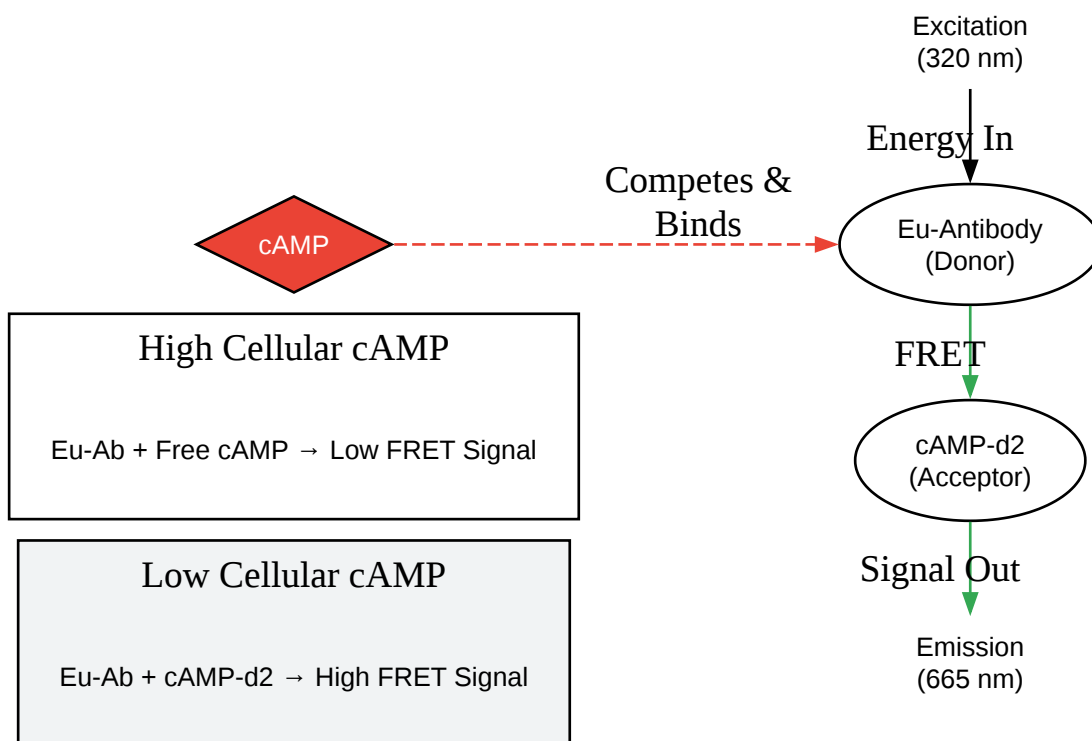 Excitation
(320 nm)
Energy In
Competes &
Binds
cAMP
Eu-Antibody
(Donor)
High Cellular cAMP
Eu-Ab + Free cAMP → Low FRET Signal
FRET
cAMP-d2
(Acceptor)
Low Cellular cAMP
Eu-Ab + cAMP-d2 → High FRET Signal
Signal Out
Emission
(665 nm)